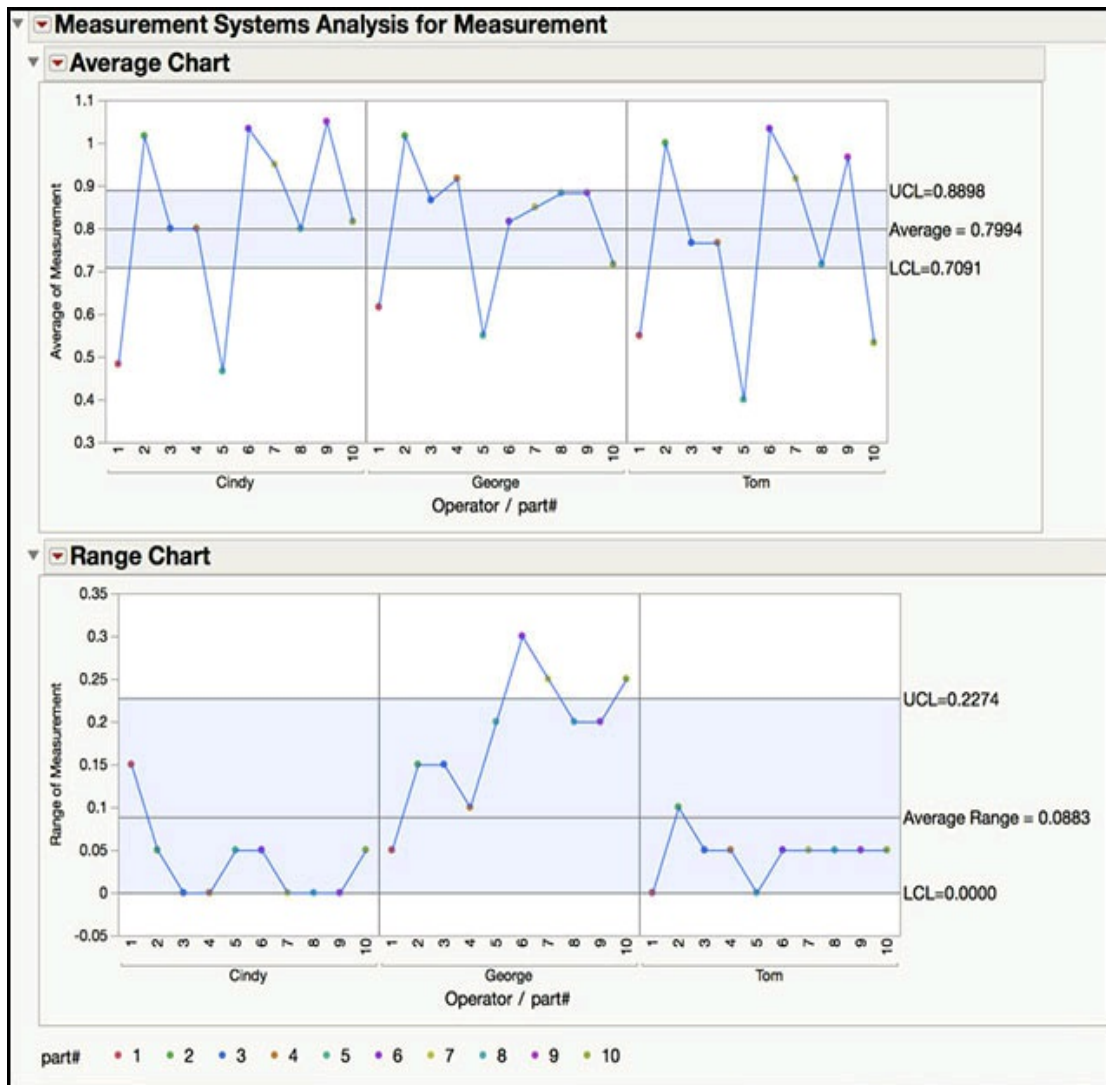 Measurement Systems Analysis for Measurement
Average Chart
Average of Measurement
1.1
1
0.9
0.8
0.7
0.6
0.5
0.4
0.3
UCL=0.8898
Average = 0.7994
LCL=0.7091
1 2 3 4 5 6 7 8 9 10 1 2 3 4 5 6 7 8 9 10 1 2 3 4 5 6 7 8 9 10
Cindy George Tom
Operator / part#
Range Chart
Range of Measurement
0.35
0.3
0.25
0.2
0.15
0.1
0.05
0
-0.05
UCL=0.2274
Average Range = 0.0883
LCL=0.0000
1 2 3 4 5 6 7 8 9 10 1 2 3 4 5 6 7 8 9 10 1 2 3 4 5 6 7 8 9 10
Cindy George Tom
Operator / part#
part# 1 2 3 4 5 6 7 8 9 10